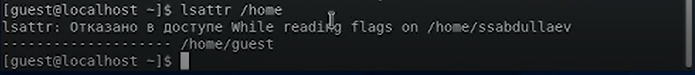 [guest@localhost ~]$ lsattr /home
lsattr: Отказано в доступе While reading flags on /home/ssabdullaev
-------------------- /home/guest
[guest@localhost ~]$